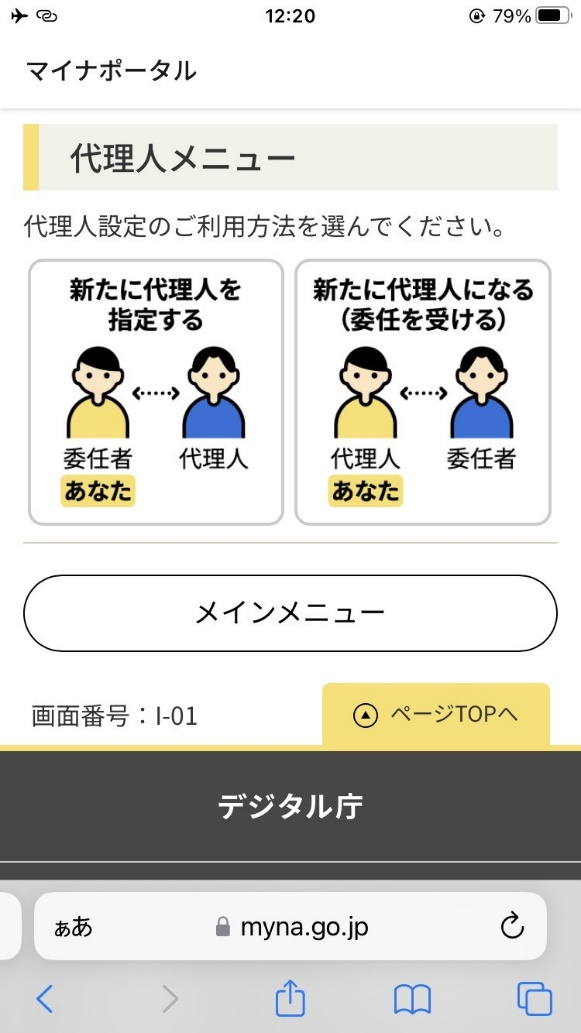 12:20
79%
マイナポータル
代理人メニュー
代理人設定のご利用方法を選んでください。
新たに代理人を
指定する
委任者
代理人
あなた
新たに代理人になる
（委任を受ける）
代理人
委任者
あなた
メインメニュー
画面番号：I-01
ページTOPへ
デジタル庁
ぁあ
myna.go.jp